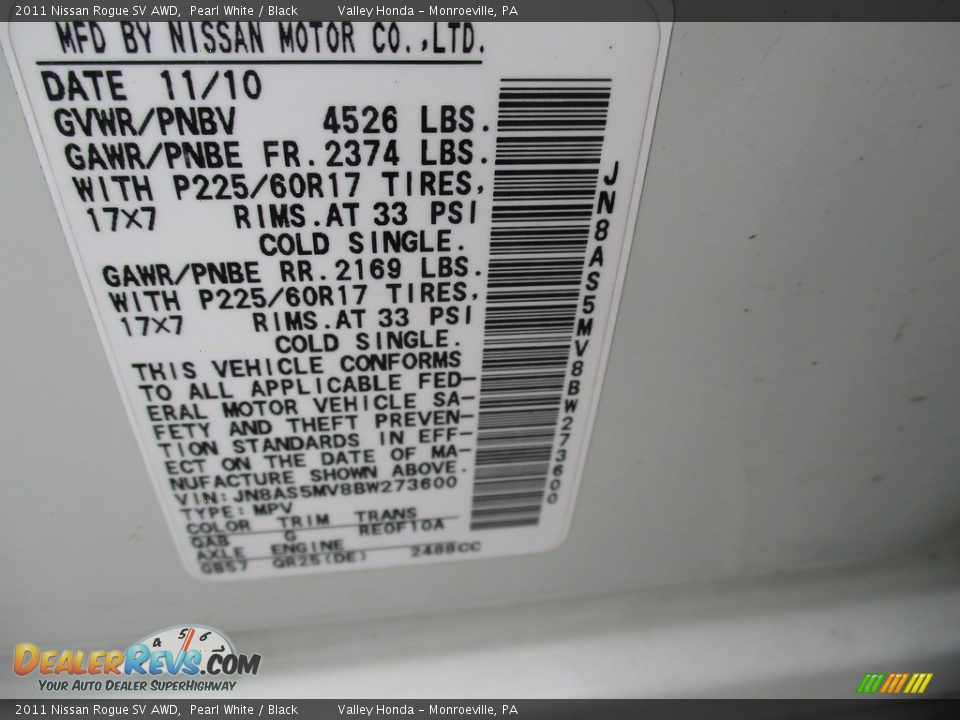 2011 Nissan Rogue SV AWD, Pearl White / Black Valley Honda - Monroeville, PA
MFD BY NISSAN MOTOR CO.,LTD.
DATE 11/10
GVWR/PNBV 4526 LBS.
GAWR/PNBE FR. 2374 LBS.
WITH P225/60R17 TIRES,
17X7 RIMS.AT 33 PSI
COLD SINGLE.
GAWR/PNBE RR. 2169 LBS.
WITH P225/60R17 TIRES,
17X7 RIMS.AT 33 PSI
COLD SINGLE.
THIS VEHICLE CONFORMS
TO ALL APPLICABLE FED-
ERAL MOTOR VEHICLE SA-
FETY AND THEFT PREVEN-
TION STANDARDS IN EFF-
ECT ON THE DATE OF MA-
NUFACTURE SHOWN ABOVE.
VIN: JN8AS5MV8BW273600
TYPE: MPV
COLOR TRIM TRANS
QAB G RE0F10A
AXLE ENGINE
GB57 QR25(DE) 2488CC
JN8AS5MV8BW273600
4 5 6
DEALERREVS.COM
YOUR AUTO DEALER SUPERHIGHWAY
2011 Nissan Rogue SV AWD, Pearl White / Black Valley Honda - Monroeville, PA